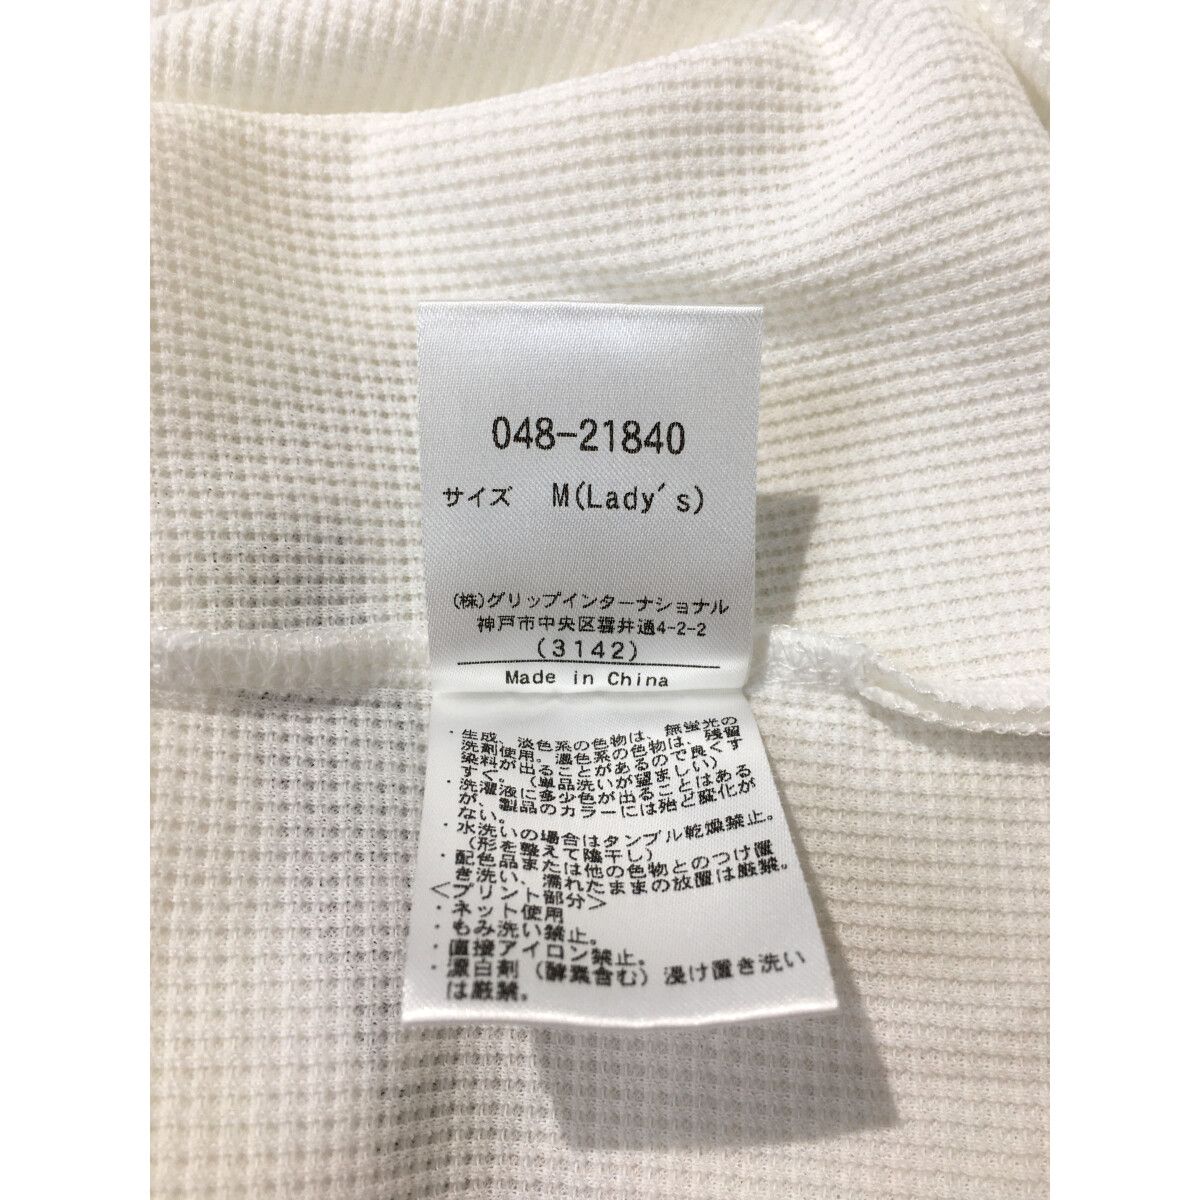 048-21840
サイズ M(Lady's)
(株)グリップインターナショナル
神戸市中央区雲井通4-2-2
(3142)
Made in China
・生成、淡色系の色物は、無蛍光の
洗剤使用。濃色系の色物は、残留
染料が出ることがあるので良くす
すぐ。(単品洗いが望ましい)
・洗濯液に多少色が出ることはある
が、製品のカラーには殆ど変化が
ない。
・水洗いの場合はタンブル乾燥禁止。
(形を整えて陰干し)
・配色品または他の色物とのつけ置
き洗い、濡れたままの放置は厳禁。
<プリント部分>
・ネット使用
・もみ洗い禁止。
・直接アイロン禁止。
・漂白剤(酵素含む)浸け置き洗い
は厳禁。